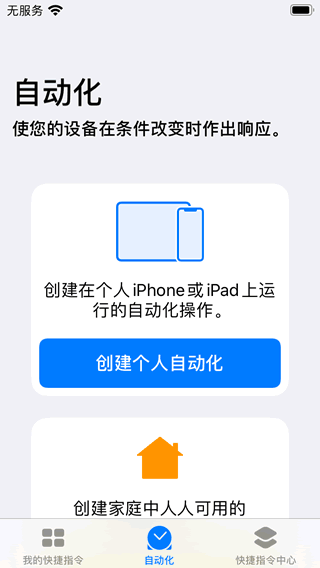 无服务
自动化
使您的设备在条件改变时作出响应。
创建在个人 iPhone 或 iPad 上运
行的自动化操作。
创建个人自动化
创建家庭中人人可用的
我的快捷指令
自动化
快捷指令中心